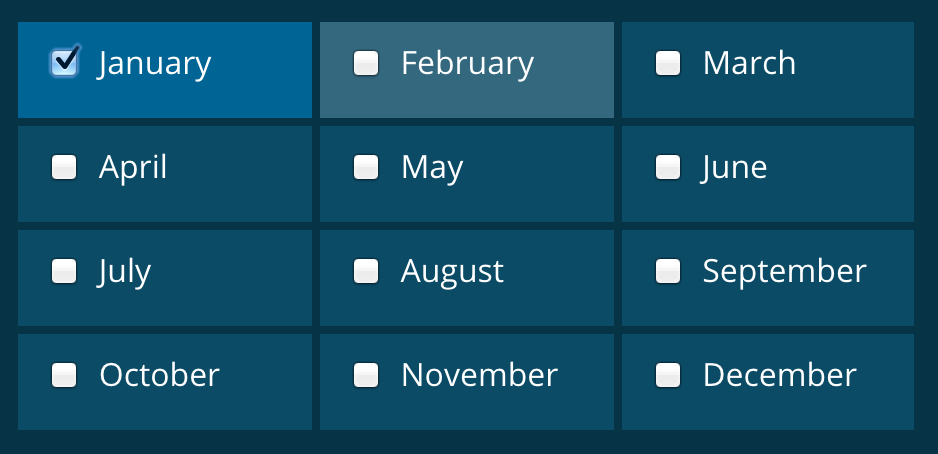 January February March
April May June
July August September
October November December